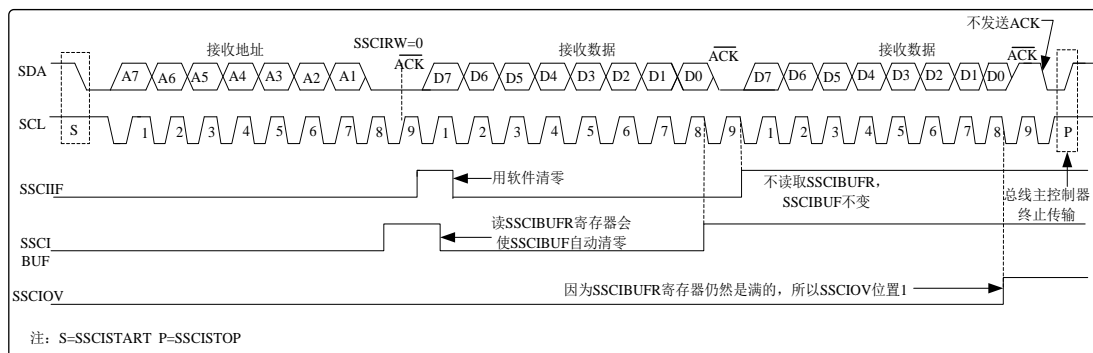 不发送ACK
接收地址 SSCIRW=0 接收数据 接收数据
ACK ACK ACK
SDA A7 A6 A5 A4 A3 A2 A1 D7 D6 D5 D4 D3 D2 D1 D0 D7 D6 D5 D4 D3 D2 D1 D0
SCL S 1 2 3 4 5 6 7 8 9 1 2 3 4 5 6 7 8 9 1 2 3 4 5 6 7 8 9 P
SSCIIF 用软件清零 不读取SSCIBUFR,
SSCIBUF不变
总线主控制器
终止传输
SSCI
BUF
读SSCIBUFR寄存器会
使SSCIBUF自动清零
SSCIOV 因为SSCIBUFR寄存器仍然是满的，所以SSCIOV位置1
注：S=SSCISTART P=SSCISTOP